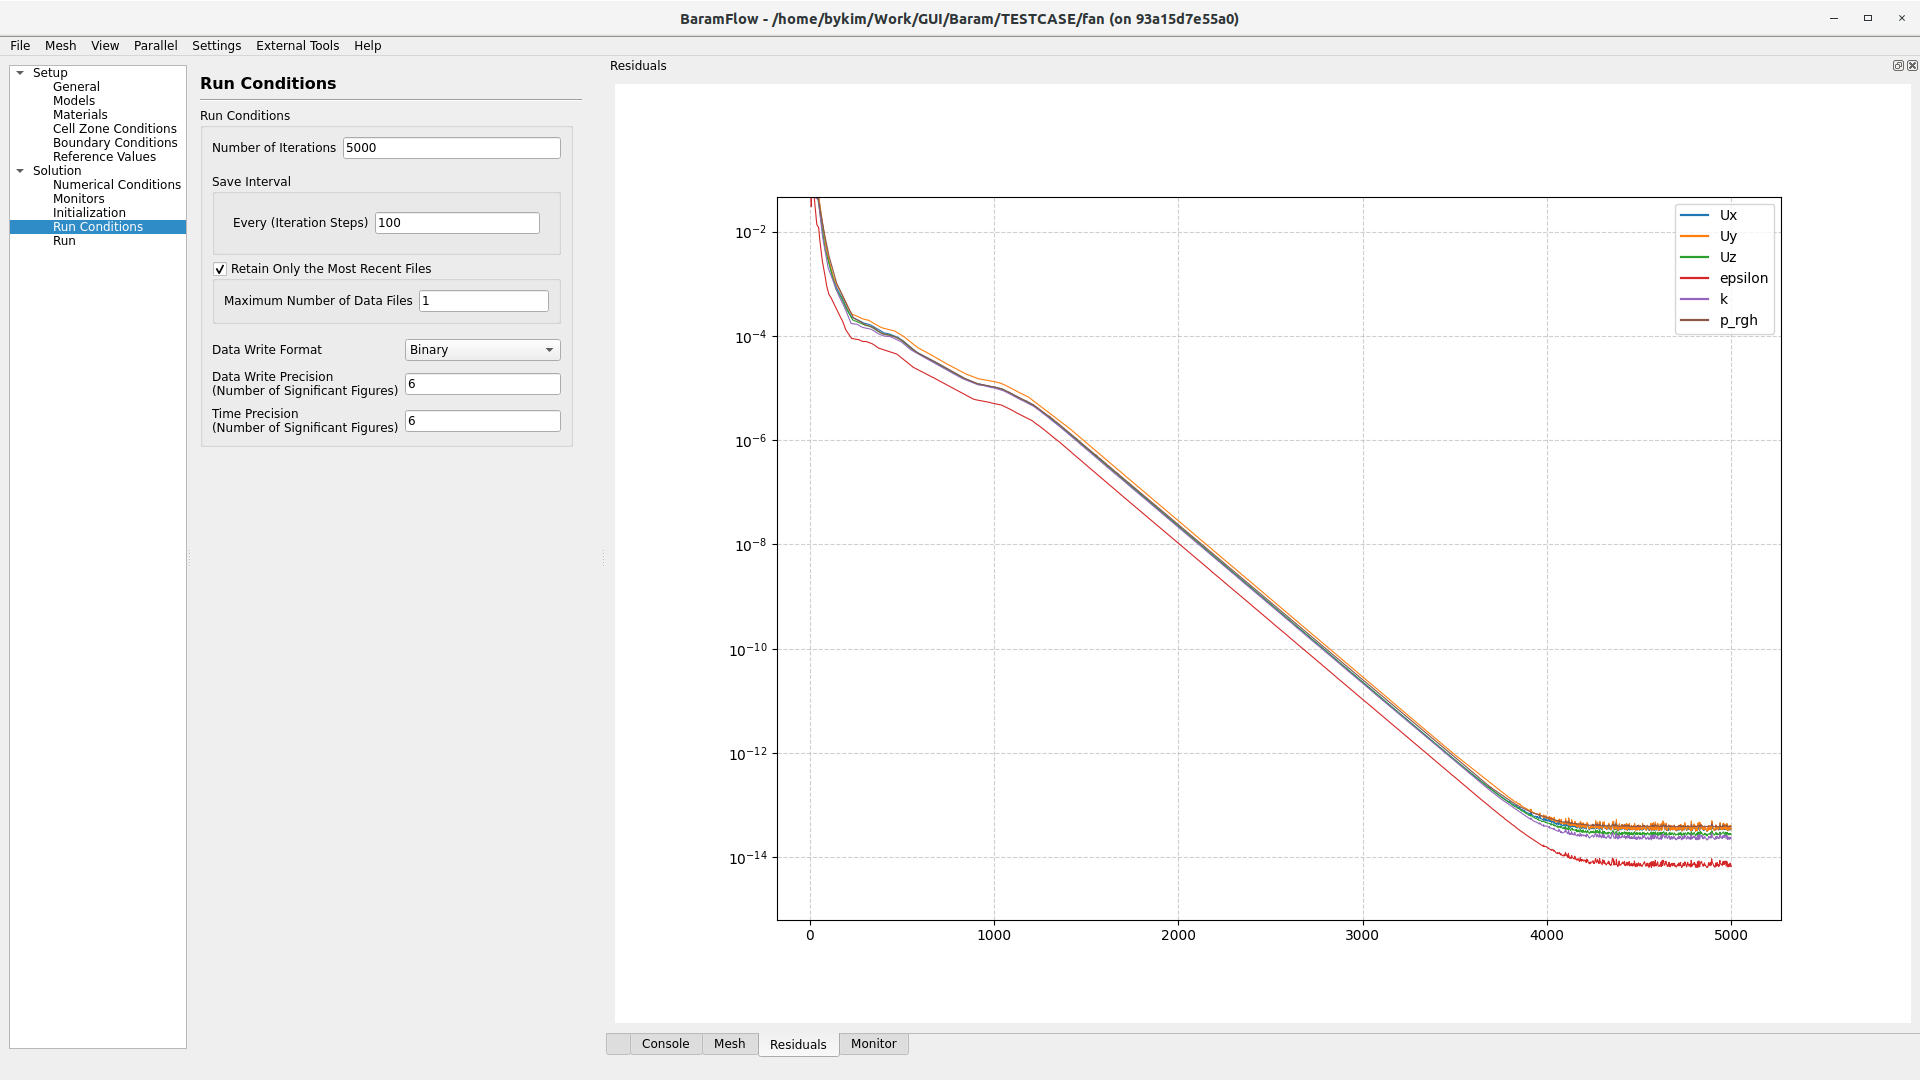 BaramFlow - /home/bykim/Work/GUI/Baram/TESTCASE/fan (on 93a15d7e55a0)
File Mesh View Parallel Settings External Tools Help
Setup
General
Models
Materials
Cell Zone Conditions
Boundary Conditions
Reference Values
Solution
Numerical Conditions
Monitors
Initialization
Run Conditions
Run
Run Conditions
Run Conditions
Number of Iterations 5000
Save Interval
Every (Iteration Steps) 100
Retain Only the Most Recent Files
Maximum Number of Data Files 1
Data Write Format Binary
Data Write Precision
(Number of Significant Figures) 6
Time Precision
(Number of Significant Figures) 6
Residuals
10⁻²
10⁻⁴
10⁻⁶
10⁻⁸
10⁻¹⁰
10⁻¹²
10⁻¹⁴
0 1000 2000 3000 4000 5000
Ux
Uy
Uz
epsilon
k
p_rgh
Console Mesh Residuals Monitor